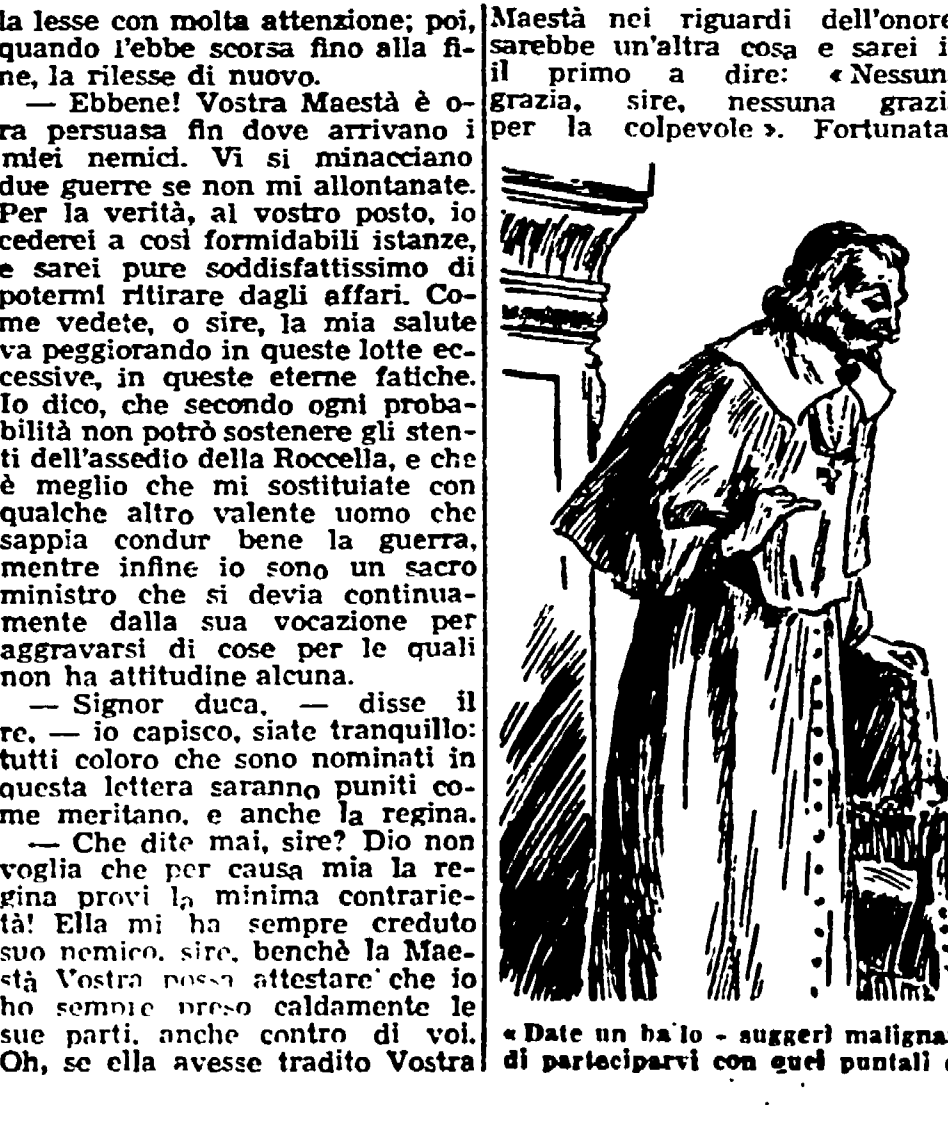 la lesse con molta attenzione; poi,
quando l'ebbe scorsa fino alla fi-
ne, la rilesse di nuovo.
— Ebbene! Vostra Maestà è o-
ra persuasa fin dove arrivano i
miei nemici. Vi si minacciano
due guerre se non mi allontanate.
Per la verità, al vostro posto, io
cederei a così formidabili istanze,
e sarei pure soddisfattissimo di
potermi ritirare dagli affari. Co-
me vedete, o sire, la mia salute
va peggiorando in queste lotte ec-
cessive, in queste eterne fatiche.
Io dico, che secondo ogni proba-
bilità non potrò sostenere gli sten-
ti dell'assedio della Roccella, e che
è meglio che mi sostituiate con
qualche altro valente uomo che
sappia condur bene la guerra,
mentre infine io sono un sacro
ministro che si devia continua-
mente dalla sua vocazione per
aggravarsi di cose per le quali
non ha attitudine alcuna.
— Signor duca, — disse il
re, — io capisco, siate tranquillo:
tutti coloro che sono nominati in
questa lettera saranno puniti co-
me meritano, e anche la regina.
— Che dite mai, sire? Dio non
voglia che per causa mia la re-
gina provi la minima contrarie-
tà! Ella mi ha sempre creduto
suo nemico, sire, benchè la Mae-
stà Vostra possa attestare che io
ho sempre preso caldamente le
sue parti, anche contro di voi.
Oh, se ella avesse tradito Vostra
Maestà nei riguardi dell'onore
sarebbe un'altra cosa e sarei i
il primo a dire: « Nessun
grazia, sire, nessuna grazi
per la colpevole ». Fortunata
« Date un ballo - suggerì maligna
di parteciparvi con quei puntali